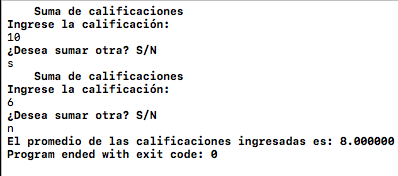 Suma de calificaciones
Ingrese la calificación:
10
¿Desea sumar otra? S/N
s
Suma de calificaciones
Ingrese la calificación:
6
¿Desea sumar otra? S/N
n
El promedio de las calificaciones ingresadas es: 8.000000
Program ended with exit code: 0